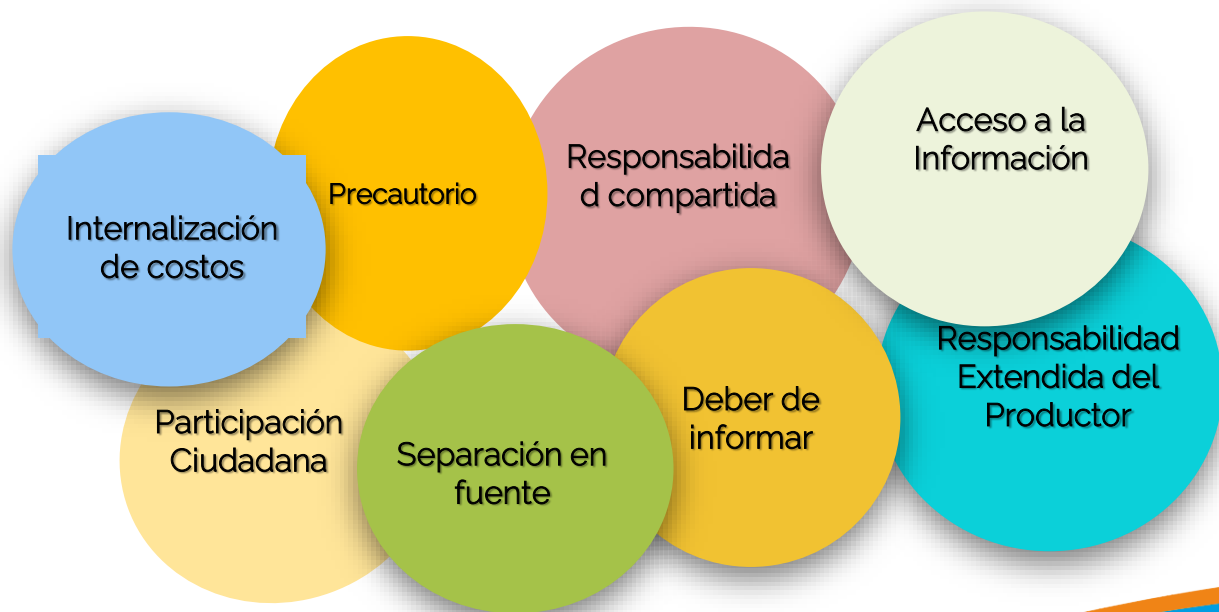 Internalización
de costos
Precautorio
Responsabilida
d compartida
Acceso a la
Información
Participación
Ciudadana
Separación en
fuente
Deber de
informar
Responsabilidad
Extendida del
Productor